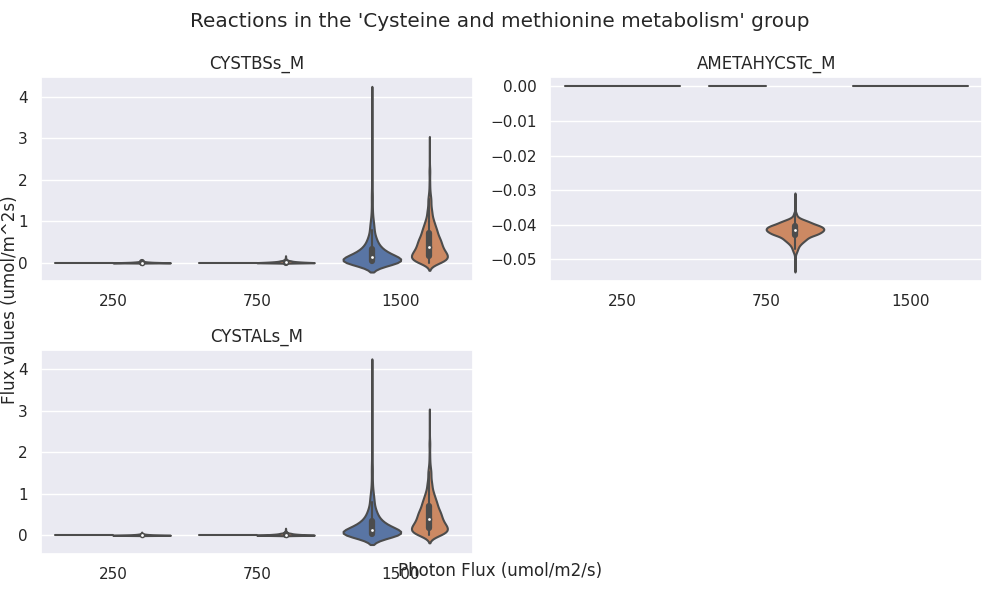 Reactions in the 'Cysteine and methionine metabolism' group
CYSTBSs_M
4
3
2
1
0
250 750 1500
AMETAHYCSTc_M
0.00
−0.01
−0.02
−0.03
−0.04
−0.05
250 750 1500
Flux values (umol/m^2s)
CYSTALs_M
4
3
2
1
0
250 750 1500
Photon Flux (umol/m2/s)